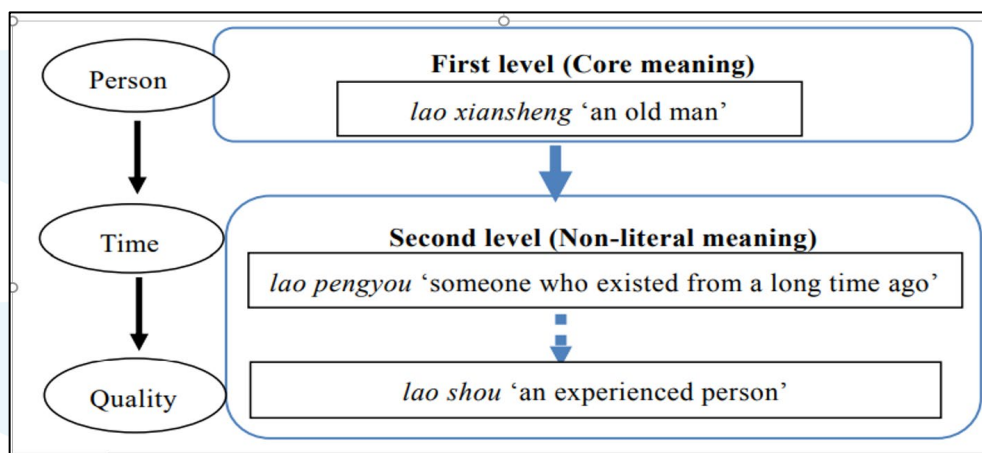 Person
First level (Core meaning)
lao xiansheng ‘an old man’
Time
Second level (Non-literal meaning)
lao pengyou ‘someone who existed from a long time ago’
Quality
lao shou ‘an experienced person’